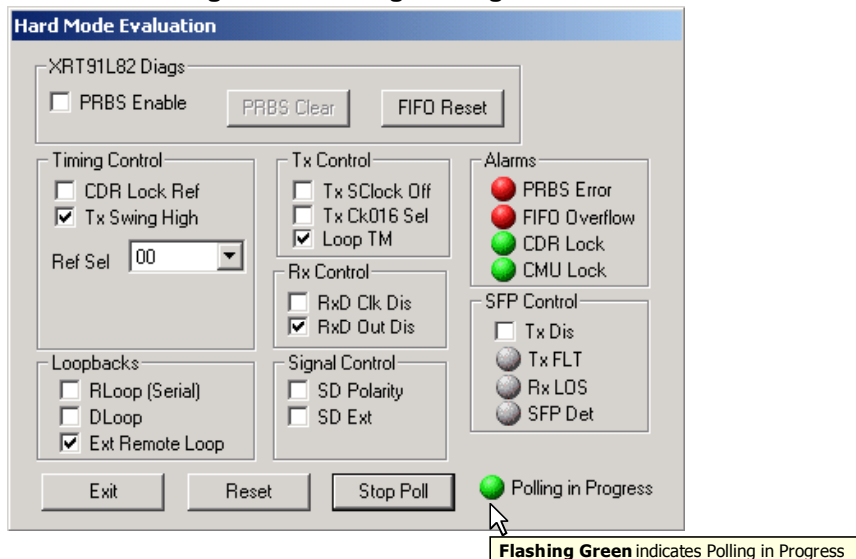 Hard Mode Evaluation
XRT91L82 Diags
PRBS Enable
PRBS Clear
FIFO Reset
Timing Control
CDR Lock Ref
Tx Swing High
Ref Sel 00
Tx Control
Tx SClock Off
Tx Ck016 Sel
Loop TM
Rx Control
RxD Clk Dis
RxD Out Dis
Alarms
PRBS Error
FIFO Overflow
CDR Lock
CMU Lock
SFP Control
Tx Dis
Tx FLT
Rx LOS
SFP Det
Loopbacks
RLoop (Serial)
DLoop
Ext Remote Loop
Signal Control
SD Polarity
SD Ext
Exit
Reset
Stop Poll
Polling in Progress
Flashing Green indicates Polling in Progress